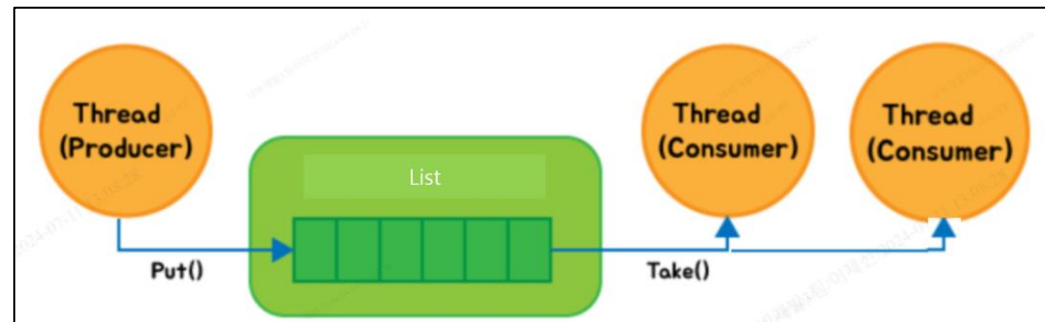 Thread
(Producer)
List
Thread
(Consumer)
Thread
(Consumer)
Put()
Take()